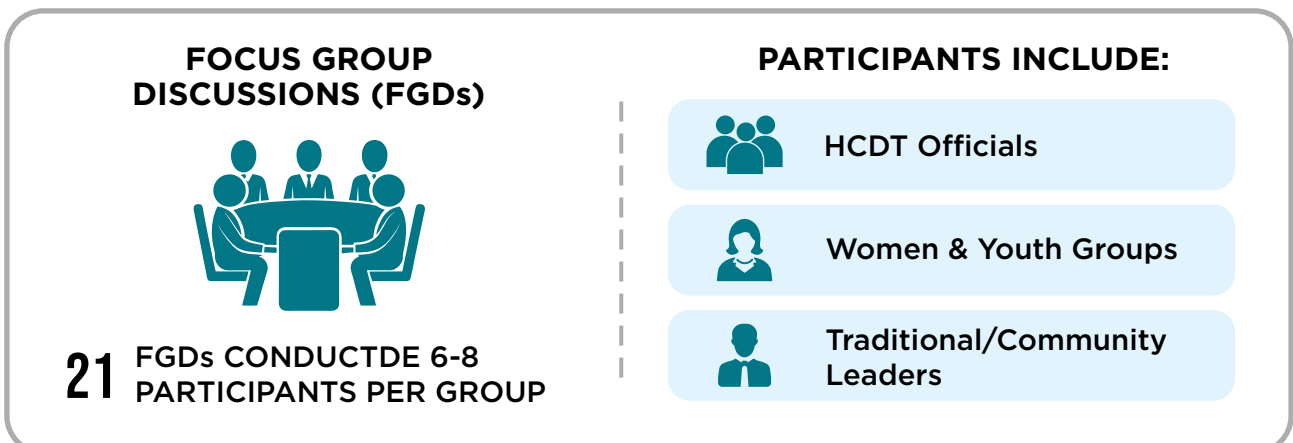 FOCUS GROUP
DISCUSSIONS (FGDs)
21 FGDs CONDUCTDE 6-8
PARTICIPANTS PER GROUP
PARTICIPANTS INCLUDE:
HCDT Officials
Women & Youth Groups
Traditional/Community
Leaders